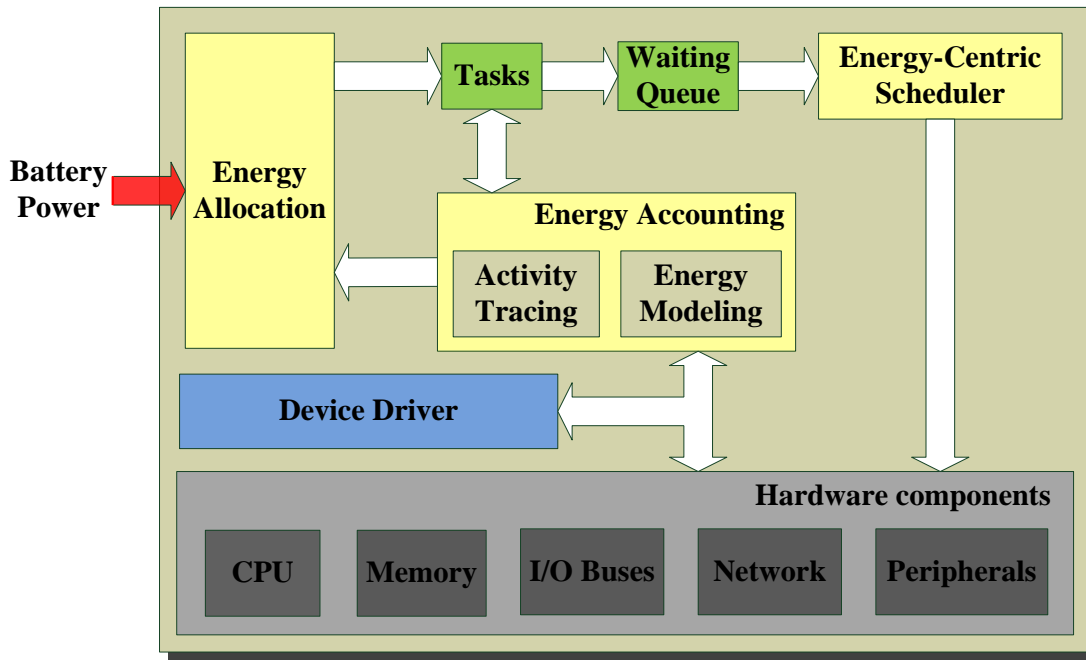 Battery
Power
Energy
Allocation
Tasks
Waiting
Queue
Energy-Centric
Scheduler
Energy Accounting
Activity
Tracing
Energy
Modeling
Device Driver
Hardware components
CPU
Memory
I/O Buses
Network
Peripherals